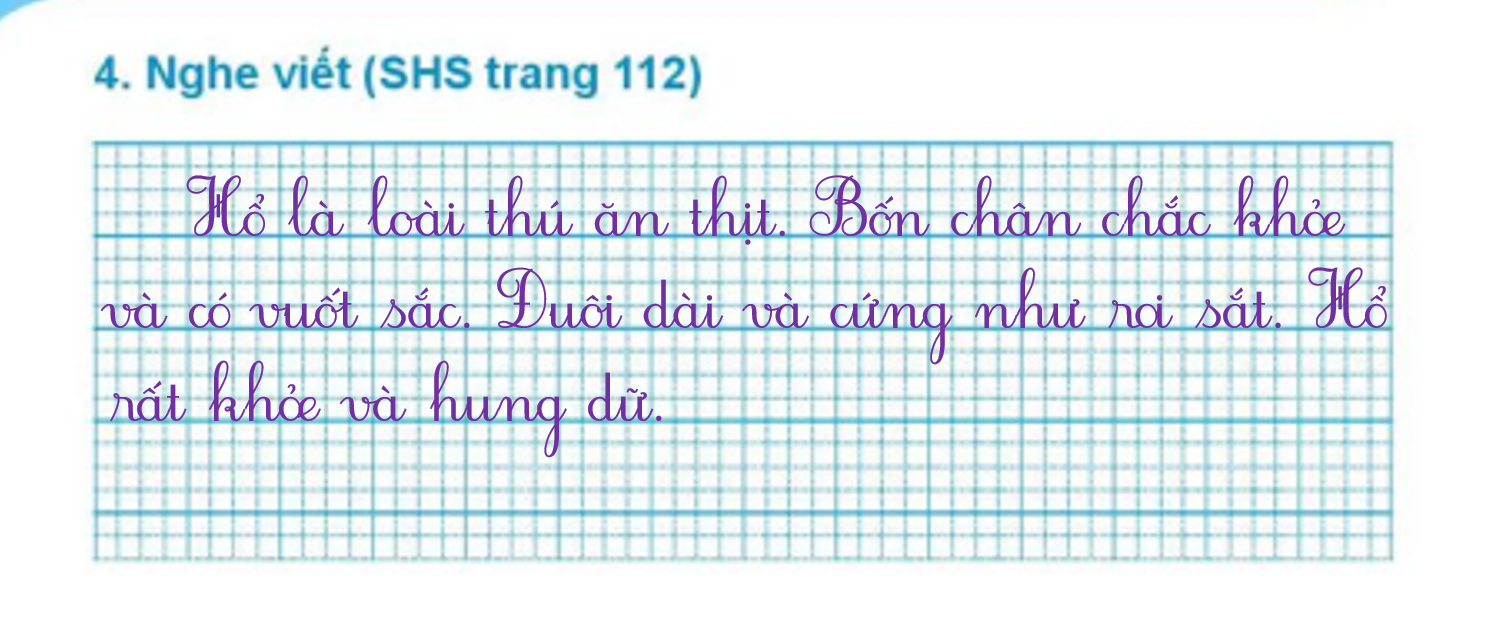 4. Nghe viết (SHS trang 112)
Hổ là loài thú ăn thịt. Bốn chân chắc khỏe
và có vuốt sắc. Đuôi dài và cứng như roi sắt. Hổ
rất khỏe và hung dữ.